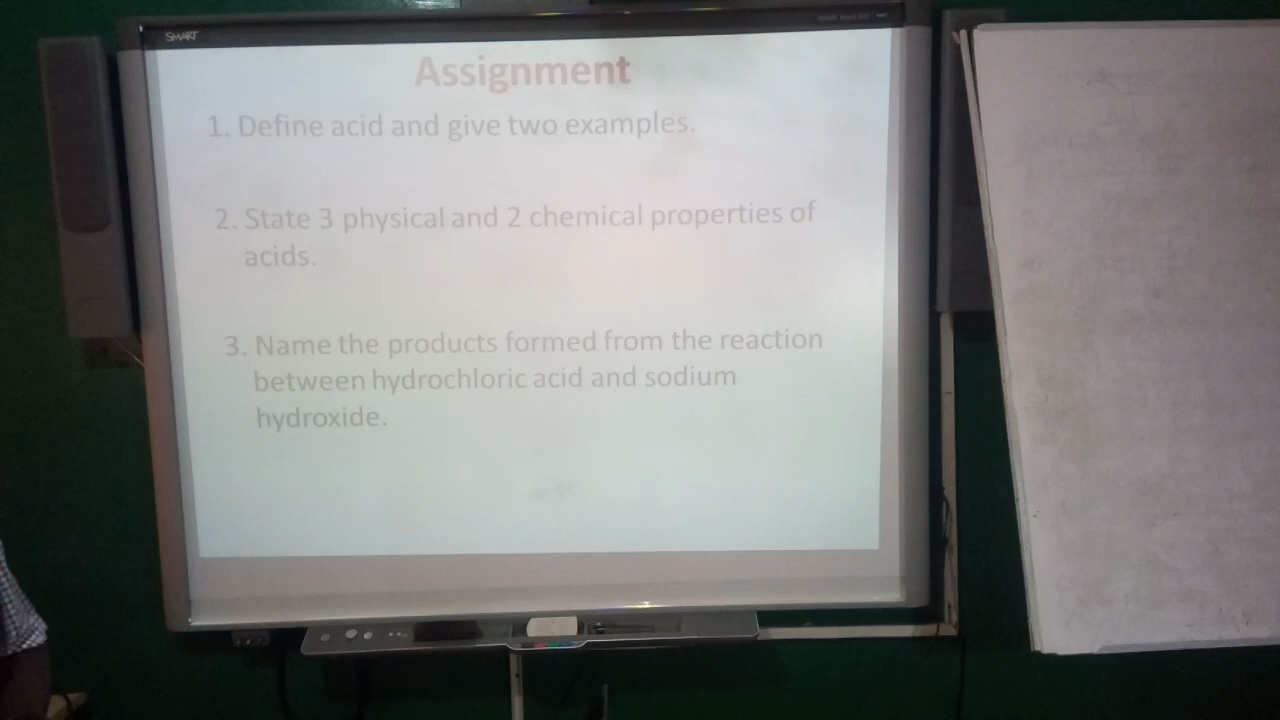 SMART
Assignment
1. Define acid and give two examples.
2. State 3 physical and 2 chemical properties of
acids.
3. Name the products formed from the reaction
between hydrochloric acid and sodium
hydroxide.